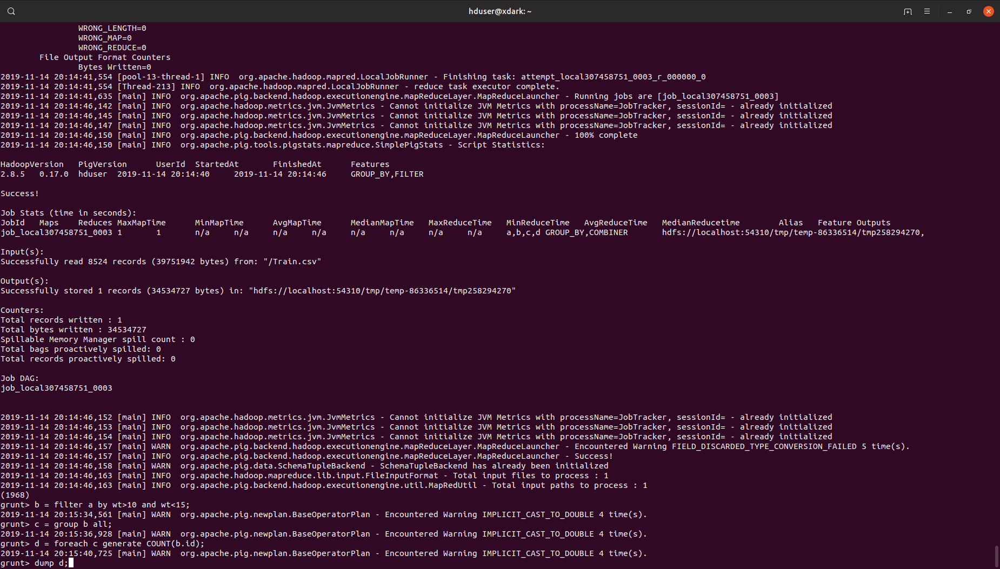 hduser@xdark: ~
WRONG_LENGTH=0
WRONG_MAP=0
WRONG_REDUCE=0
File Output Format Counters
Bytes Written=0
2019-11-14 20:14:41,554 [pool-13-thread-1] INFO  org.apache.hadoop.mapred.LocalJobRunner - Finishing task: attempt_local307458751_0003_r_000000_0
2019-11-14 20:14:41,554 [Thread-213] INFO  org.apache.hadoop.mapred.LocalJobRunner - reduce task executor complete.
2019-11-14 20:14:41,635 [main] INFO  org.apache.pig.backend.hadoop.executionengine.mapReduceLayer.MapReduceLauncher - Running jobs are [job_local307458751_0003]
2019-11-14 20:14:46,142 [main] INFO  org.apache.hadoop.metrics.jvm.JvmMetrics - Cannot initialize JVM Metrics with processName=JobTracker, sessionId= - already initialized
2019-11-14 20:14:46,145 [main] INFO  org.apache.hadoop.metrics.jvm.JvmMetrics - Cannot initialize JVM Metrics with processName=JobTracker, sessionId= - already initialized
2019-11-14 20:14:46,147 [main] INFO  org.apache.hadoop.metrics.jvm.JvmMetrics - Cannot initialize JVM Metrics with processName=JobTracker, sessionId= - already initialized
2019-11-14 20:14:46,150 [main] INFO  org.apache.pig.backend.hadoop.executionengine.mapReduceLayer.MapReduceLauncher - 100% complete
2019-11-14 20:14:46,150 [main] INFO  org.apache.pig.tools.pigstats.mapreduce.SimplePigStats - Script Statistics:
HadoopVersion   PigVersion      UserId  StartedAt       FinishedAt      Features
2.8.5   0.17.0  hduser  2019-11-14 20:14:40     2019-11-14 20:14:46     GROUP_BY,FILTER
Success!
Job Stats (time in seconds):
JobId   Maps    Reduces MaxMapTime      MinMapTime      AvgMapTime      MedianMapTime   MaxReduceTime   MinReduceTime   AvgReduceTime   MedianReducetime        Alias   Feature Outputs
job_local307458751_0003 1       1       n/a     n/a     n/a     n/a     n/a     n/a     n/a     n/a     a,b,c,d GROUP_BY,COMBINER       hdfs://localhost:54310/tmp/temp-86336514/tmp258294270,
Input(s):
Successfully read 8524 records (39751942 bytes) from: "/Train.csv"
Output(s):
Successfully stored 1 records (34534727 bytes) in: "hdfs://localhost:54310/tmp/temp-86336514/tmp258294270"
Counters:
Total records written : 1
Total bytes written : 34534727
Spillable Memory Manager spill count : 0
Total bags proactively spilled: 0
Total records proactively spilled: 0
Job DAG:
job_local307458751_0003
2019-11-14 20:14:46,152 [main] INFO  org.apache.hadoop.metrics.jvm.JvmMetrics - Cannot initialize JVM Metrics with processName=JobTracker, sessionId= - already initialized
2019-11-14 20:14:46,153 [main] INFO  org.apache.hadoop.metrics.jvm.JvmMetrics - Cannot initialize JVM Metrics with processName=JobTracker, sessionId= - already initialized
2019-11-14 20:14:46,154 [main] INFO  org.apache.hadoop.metrics.jvm.JvmMetrics - Cannot initialize JVM Metrics with processName=JobTracker, sessionId= - already initialized
2019-11-14 20:14:46,157 [main] WARN  org.apache.pig.backend.hadoop.executionengine.mapReduceLayer.MapReduceLauncher - Encountered Warning FIELD_DISCARDED_TYPE_CONVERSION_FAILED 5 time(s).
2019-11-14 20:14:46,157 [main] INFO  org.apache.pig.backend.hadoop.executionengine.mapReduceLayer.MapReduceLauncher - Success!
2019-11-14 20:14:46,158 [main] WARN  org.apache.pig.data.SchemaTupleBackend - SchemaTupleBackend has already been initialized
2019-11-14 20:14:46,163 [main] INFO  org.apache.hadoop.mapreduce.lib.input.FileInputFormat - Total input files to process : 1
2019-11-14 20:14:46,163 [main] INFO  org.apache.pig.backend.hadoop.executionengine.util.MapRedUtil - Total input paths to process : 1
(1968)
grunt> b = filter a by wt>10 and wt<15;
2019-11-14 20:15:34,561 [main] WARN  org.apache.pig.newplan.BaseOperatorPlan - Encountered Warning IMPLICIT_CAST_TO_DOUBLE 4 time(s).
grunt> c = group b all;
2019-11-14 20:15:36,928 [main] WARN  org.apache.pig.newplan.BaseOperatorPlan - Encountered Warning IMPLICIT_CAST_TO_DOUBLE 4 time(s).
grunt> d = foreach c generate COUNT(b.id);
2019-11-14 20:15:40,725 [main] WARN  org.apache.pig.newplan.BaseOperatorPlan - Encountered Warning IMPLICIT_CAST_TO_DOUBLE 4 time(s).
grunt> dump d;